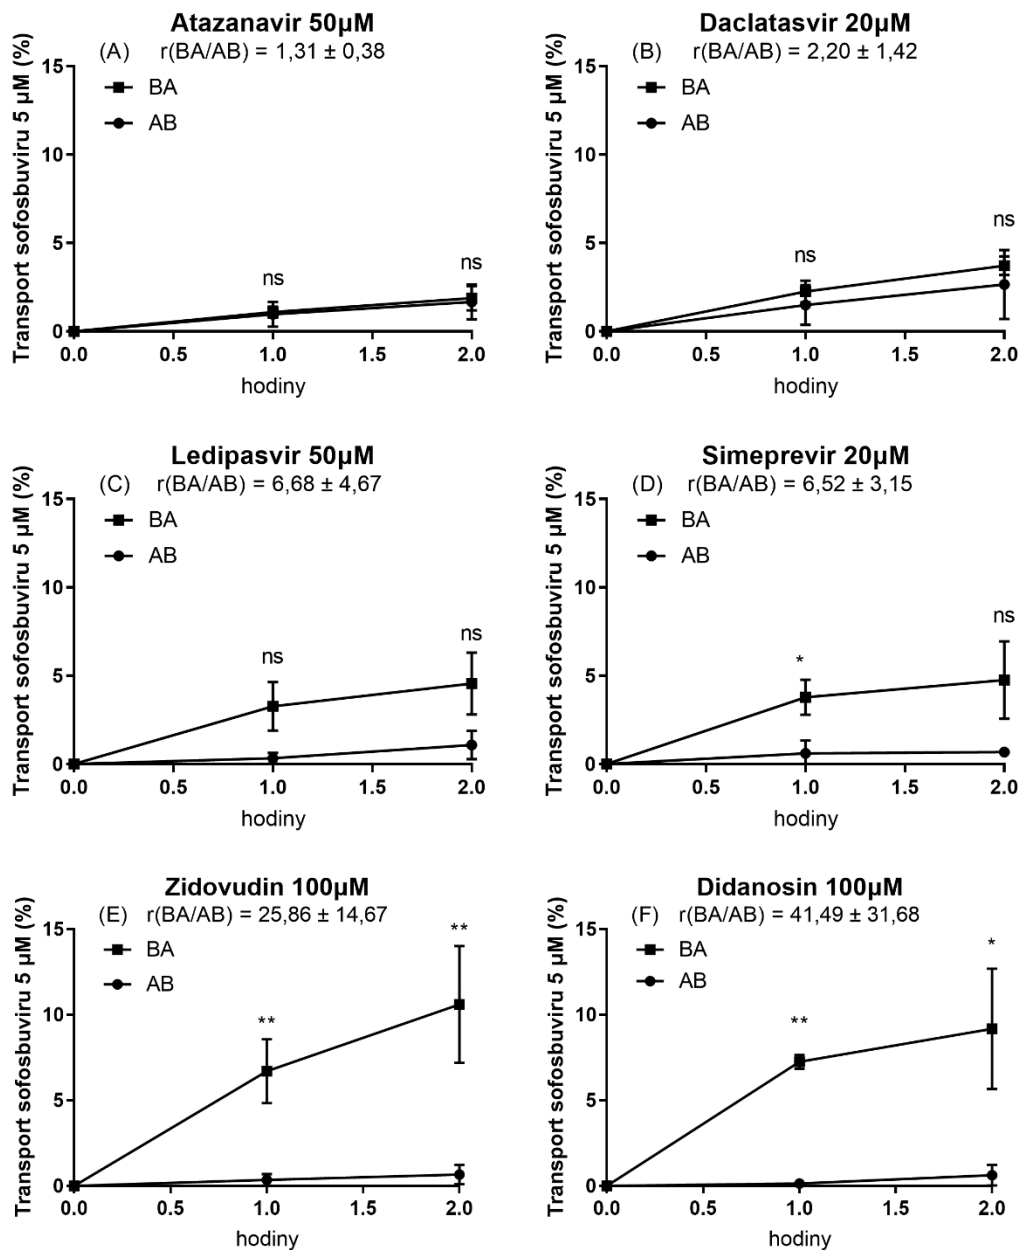 Atazanavir 50µM
(A) r(BA/AB) = 1,31 ± 0,38
Transport sofosbuviru 5 µM (%)
15
10
5
0
BA
AB
ns
ns
0.0 0.5 1.0 1.5 2.0
hodiny
Daclatasvir 20µM
(B) r(BA/AB) = 2,20 ± 1,42
Transport sofosbuviru 5 µM (%)
15
10
5
0
BA
AB
ns
ns
0.0 0.5 1.0 1.5 2.0
hodiny
Ledipasvir 50µM
(C) r(BA/AB) = 6,68 ± 4,67
Transport sofosbuviru 5 µM (%)
15
10
5
0
BA
AB
ns
ns
0.0 0.5 1.0 1.5 2.0
hodiny
Simeprevir 20µM
(D) r(BA/AB) = 6,52 ± 3,15
Transport sofosbuviru 5 µM (%)
15
10
5
0
BA
AB
*
ns
0.0 0.5 1.0 1.5 2.0
hodiny
Zidovudin 100µM
(E) r(BA/AB) = 25,86 ± 14,67
Transport sofosbuviru 5 µM (%)
15
10
5
0
BA
AB
**
**
0.0 0.5 1.0 1.5 2.0
hodiny
Didanosin 100µM
(F) r(BA/AB) = 41,49 ± 31,68
Transport sofosbuviru 5 µM (%)
15
10
5
0
BA
AB
**
*
0.0 0.5 1.0 1.5 2.0
hodiny